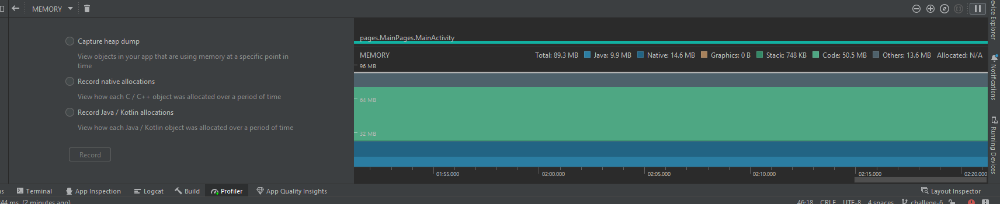 MEMORY
Capture heap dump
View objects in your app that are using memory at a specific point in
time
Record native allocations
View how each C / C++ object was allocated over a period of time
Record Java / Kotlin allocations
View how each Java / Kotlin object was allocated over a period of time
Record
pages.MainPages.MainActivity
MEMORY
Total: 89.3 MB Java: 9.9 MB Native: 14.6 MB Graphics: 0 B Stack: 748 KB Code: 50.5 MB Others: 13.6 MB Allocated: N/A
96 MB
64 MB
32 MB
01:55.000 02:00.000 02:05.000 02:10.000 02:15.000 02:20.000
Explorer
Notifications
Running Devices
Terminal App Inspection Logcat Build Profiler App Quality Insights Layout Inspector
44 ms, (2 minutes ago) 46:18 CRLF UTF-8 4 spaces challege-6